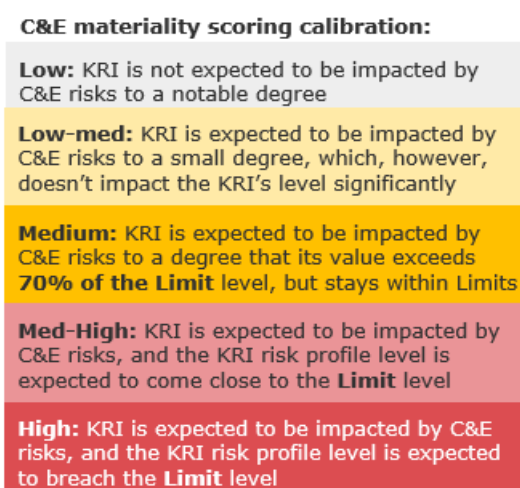 C&E materiality scoring calibration:
Low: KRI is not expected to be impacted by
C&E risks to a notable degree
Low-med: KRI is expected to be impacted by
C&E risks to a small degree, which, however,
doesn't impact the KRI's level significantly
Medium: KRI is expected to be impacted by
C&E risks to a degree that its value exceeds
70% of the Limit level, but stays within Limits
Med-High: KRI is expected to be impacted by
C&E risks, and the KRI risk profile level is
expected to come close to the Limit level
High: KRI is expected to be impacted by C&E
risks, and the KRI risk profile level is expected
to breach the Limit level